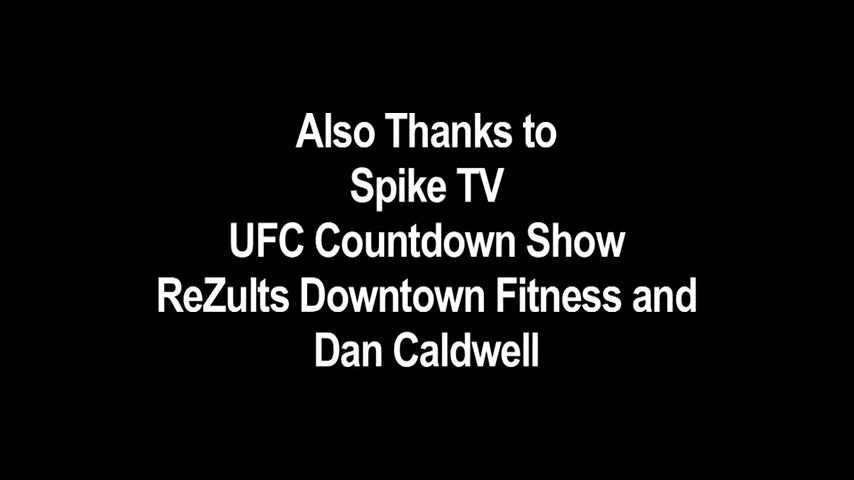 Also Thanks to
Spike TV
UFC Countdown Show
ReZults Downtown Fitness and
Dan Caldwell